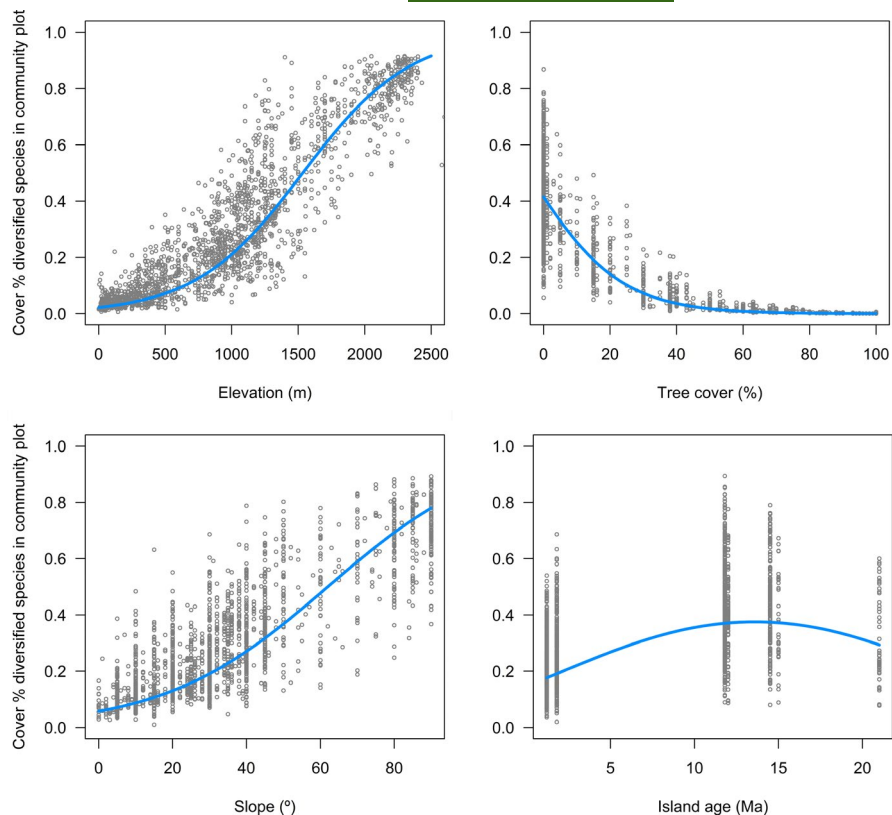 Cover % diversified species in community plot
1.0
0.8
0.6
0.4
0.2
0.0
0 500 1000 1500 2000 2500
Elevation (m)
1.0
0.8
0.6
0.4
0.2
0.0
0 20 40 60 80 100
Tree cover (%)
Cover % diversified species in community plot
1.0
0.8
0.6
0.4
0.2
0.0
0 20 40 60 80
Slope (º)
1.0
0.8
0.6
0.4
0.2
0.0
5 10 15 20
Island age (Ma)